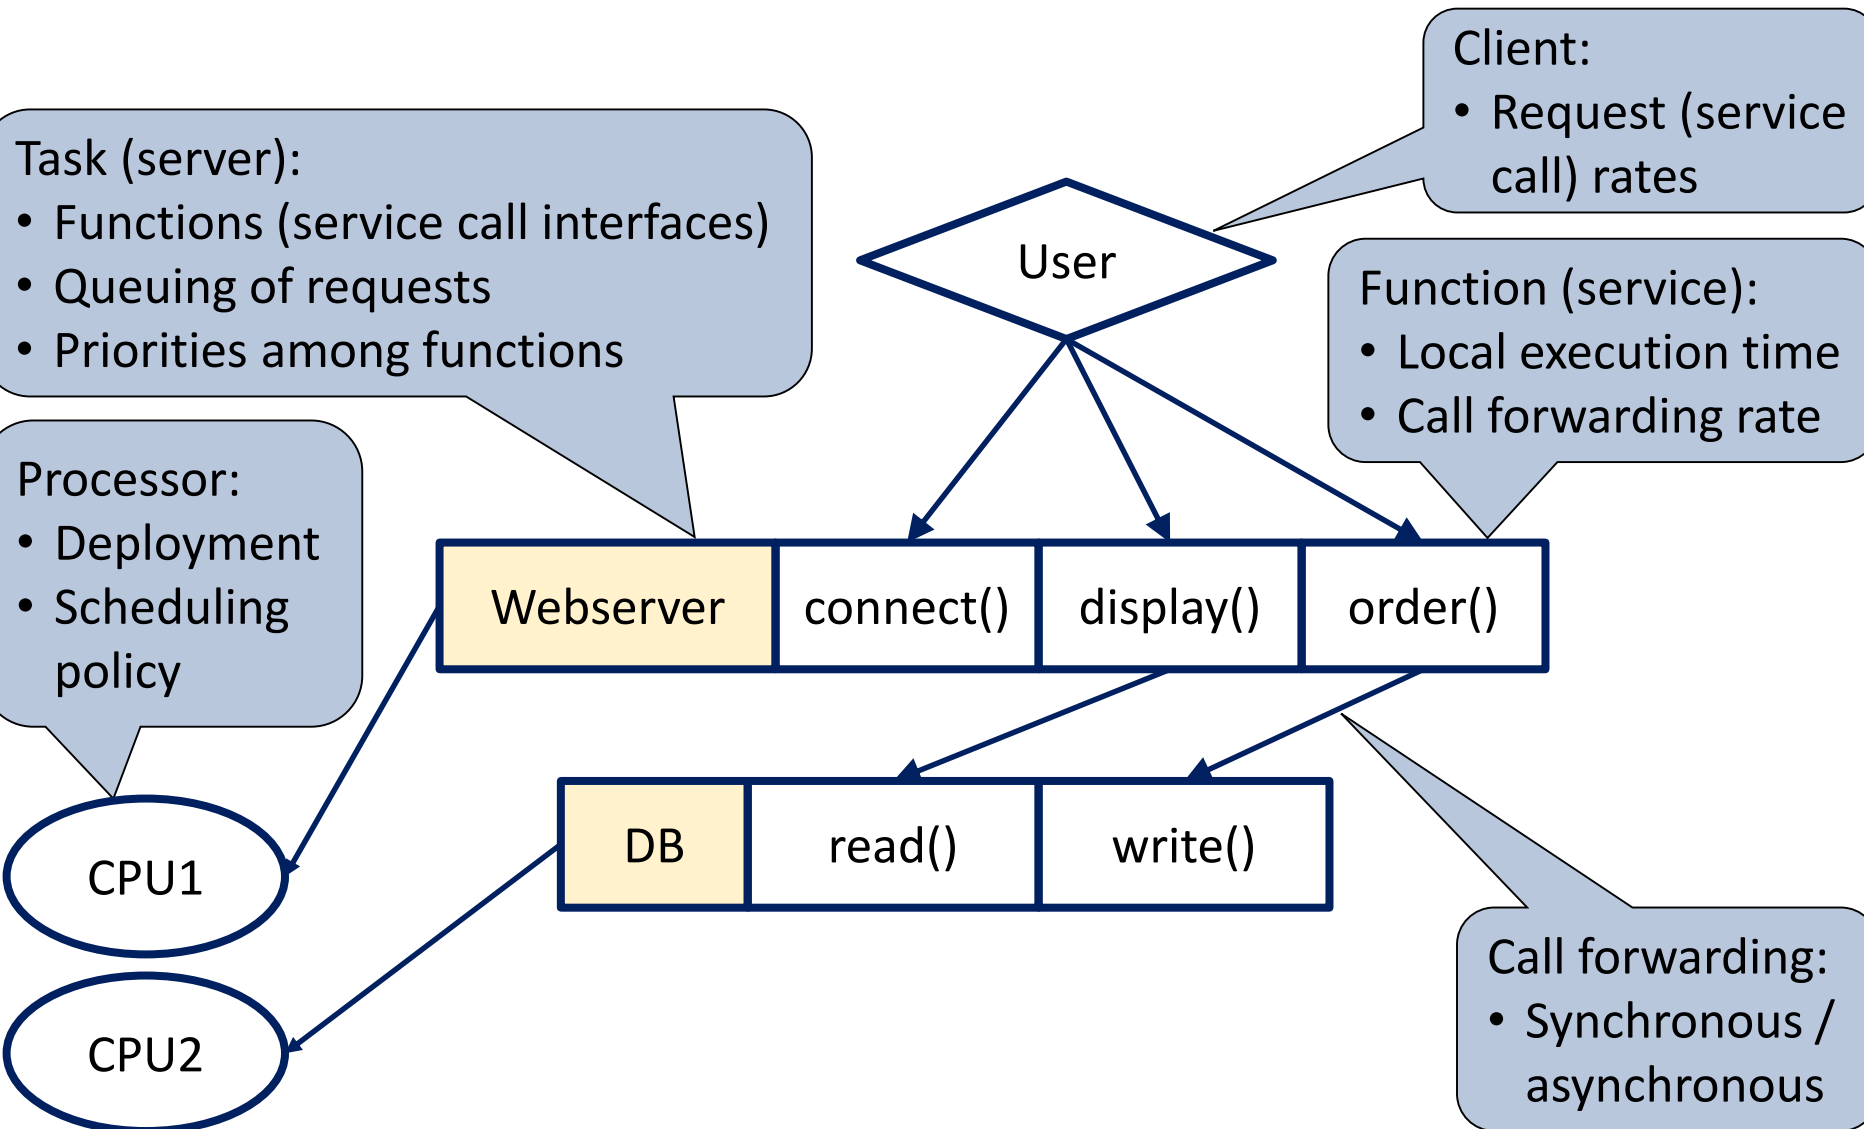 Client:
• Request (service
call) rates
Task (server):
• Functions (service call interfaces)
• Queuing of requests
• Priorities among functions
User
Function (service):
• Local execution time
• Call forwarding rate
Processor:
• Deployment
• Scheduling
policy
Webserver
connect()
display()
order()
DB
read()
write()
CPU1
CPU2
Call forwarding:
• Synchronous /
asynchronous